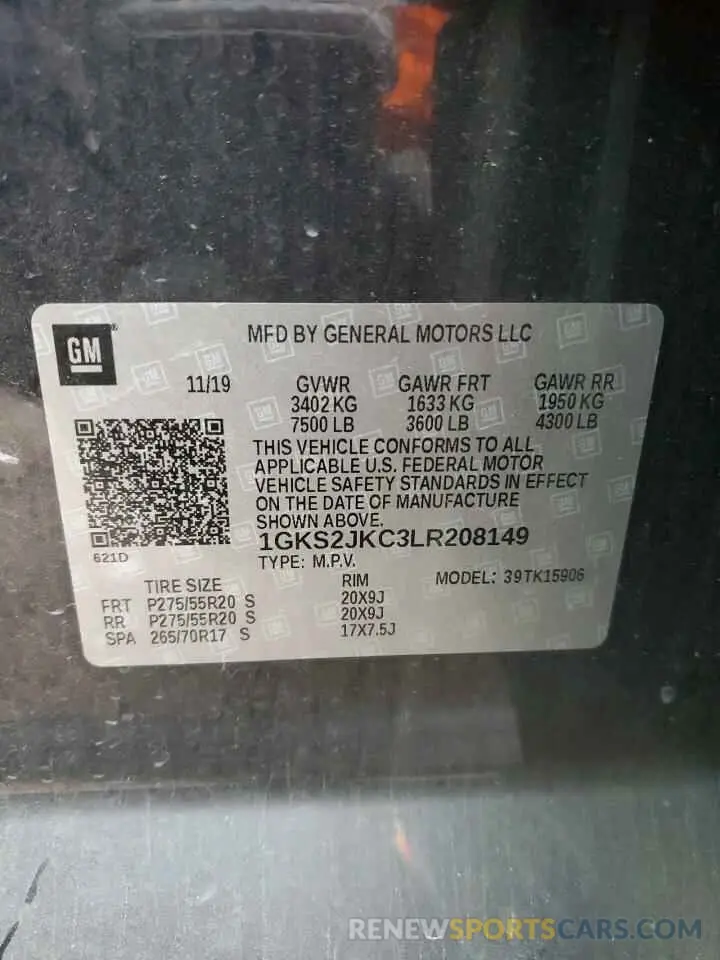 GM®
MFD BY GENERAL MOTORS LLC
11/19 GVWR GAWR FRT GAWR RR
3402 KG 1633 KG 1950 KG
7500 LB 3600 LB 4300 LB
THIS VEHICLE CONFORMS TO ALL
APPLICABLE U.S. FEDERAL MOTOR
VEHICLE SAFETY STANDARDS IN EFFECT
ON THE DATE OF MANUFACTURE
SHOWN ABOVE.
1GKS2JKC3LR208149
621D
TYPE: M.P.V. MODEL: 39TK15906
TIRE SIZE RIM
FRT P275/55R20 S 20X9J
RR P275/55R20 S 20X9J
SPA 265/70R17 S 17X7.5J
RENEWSPORTSCARS.COM